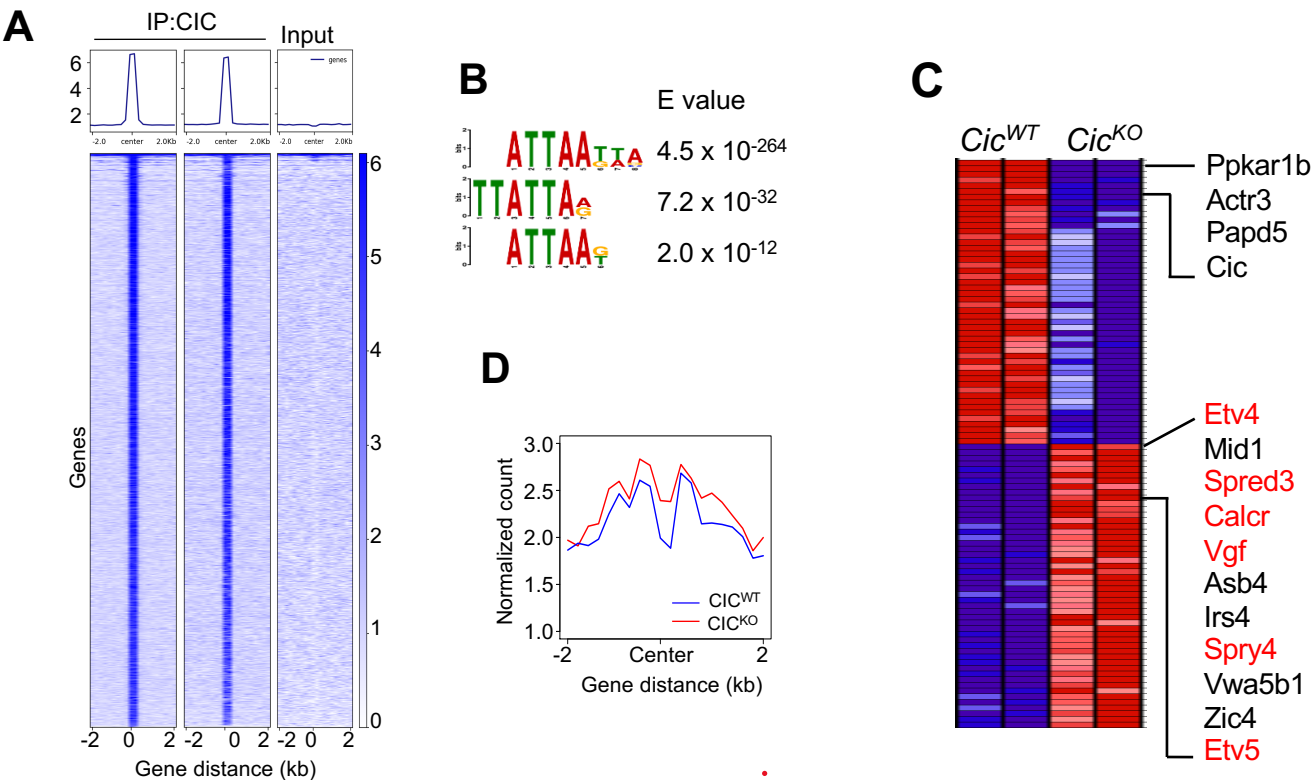 A
IP:CIC
Input
6
4
2
genes
-2.0 center 2.0Kb
-2.0 center 2.0Kb
-2.0 center 2.0Kb
Genes
6
5
4
3
2
1
0
-2 0 2
-2 0 2
-2 0 2
Gene distance (kb)
B
E value
ATTAA
4.5 x 10-264
TTATTA
7.2 x 10-32
ATTAA
2.0 x 10-12
D
Normalized count
3.0
2.5
2.0
1.5
1.0
CICWT
CICKO
-2 Center 2
Gene distance (kb)
C
CicWT CicKO
Ppkar1b
Actr3
Papd5
Cic
Etv4
Mid1
Spred3
Calcr
Vgf
Asb4
Irs4
Spry4
Vwa5b1
Zic4
Etv5